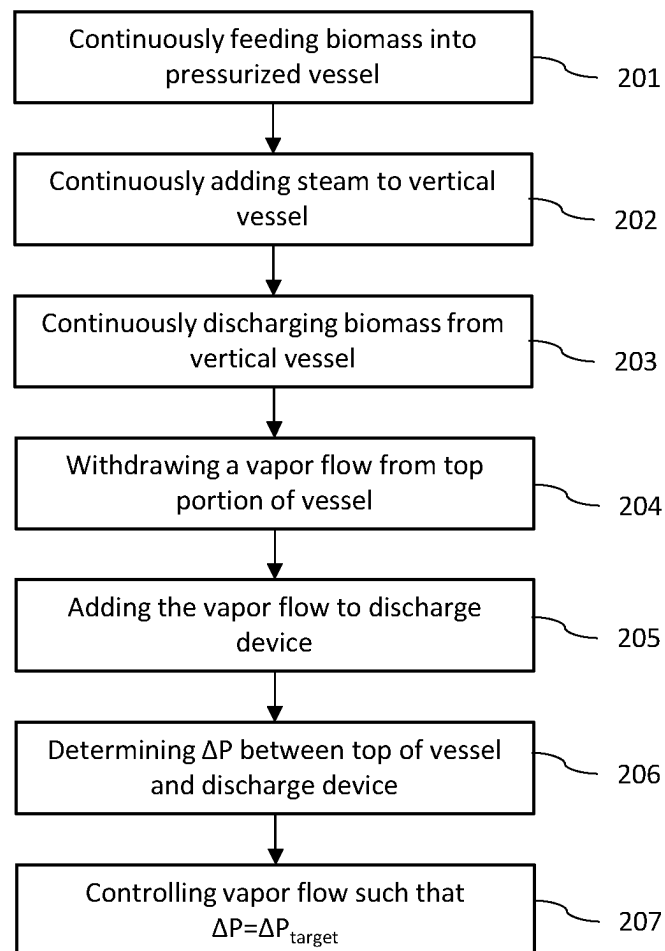 Continuously feeding biomass into
pressurized vessel
201
Continuously adding steam to vertical
vessel
202
Continuously discharging biomass from
vertical vessel
203
Withdrawing a vapor flow from top
portion of vessel
204
Adding the vapor flow to discharge
device
205
Determining ΔP between top of vessel
and discharge device
206
Controlling vapor flow such that
ΔP=ΔPtarget
207